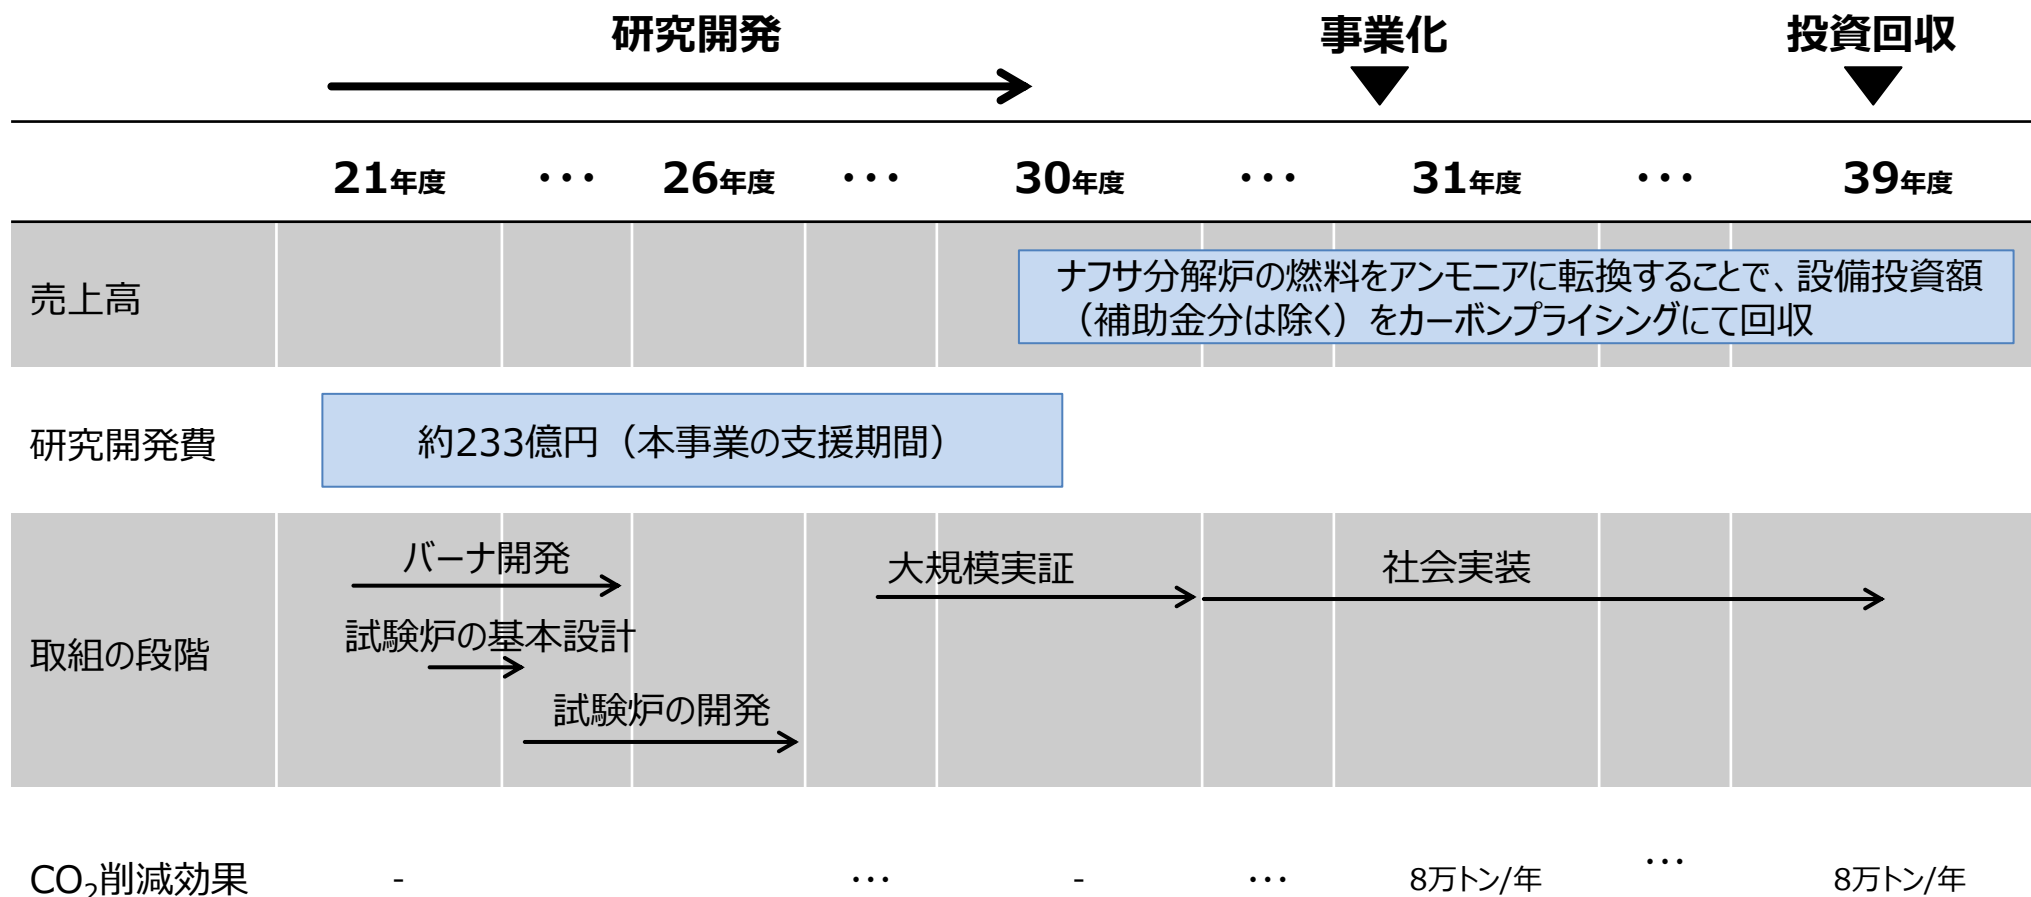 研究開発 事業化 投資回収
21年度 ・・・ 26年度 ・・・ 30年度 ・・・ 31年度 ・・・ 39年度
売上高
ナフサ分解炉の燃料をアンモニアに転換することで、設備投資額
（補助金分は除く）をカーボンプライシングにて回収
研究開発費
約233億円（本事業の支援期間）
取組の段階
バーナ開発
大規模実証
社会実装
試験炉の基本設計
試験炉の開発
CO₂削減効果 - ・・・ - ・・・ 8万トン/年 ・・・ 8万トン/年